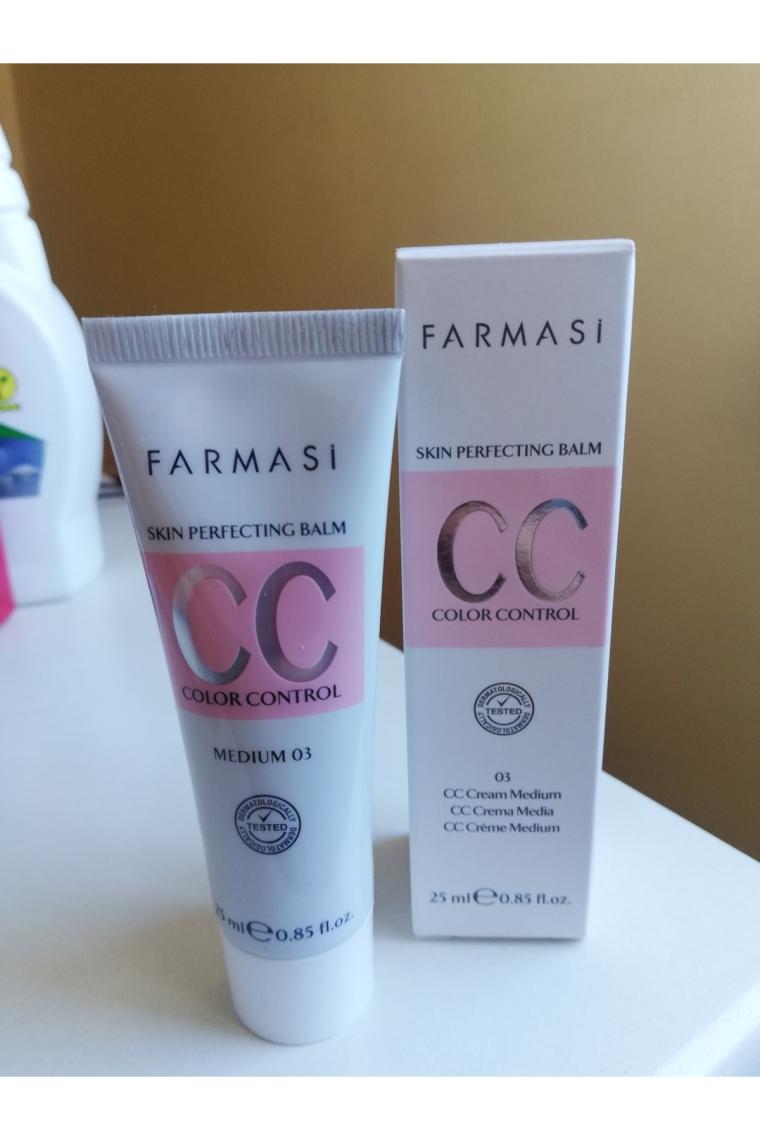 FARMASi
SKIN PERFECTING BALM
CC
COLOR CONTROL
MEDIUM 03
DERMATOLOGICALLY
TESTED
DERMATOLOGICALLY
25 ml e 0.85 fl.oz.
FARMASi
SKIN PERFECTING BALM
CC
COLOR CONTROL
DERMATOLOGICALLY
TESTED
DERMATOLOGICALLY
03
CC Cream Medium
CC Crema Media
CC Crème Medium
25 ml e 0.85 fl.oz.